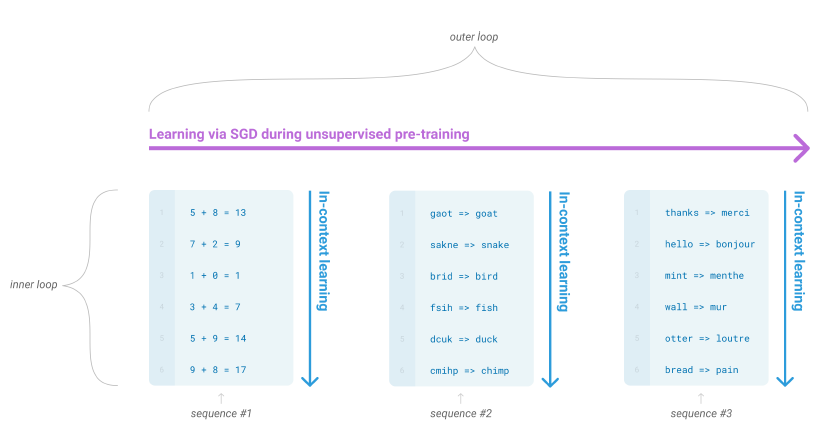 outer loop
Learning via SGD during unsupervised pre-training
inner loop
1 5 + 8 = 13
2 7 + 2 = 9
3 1 + 0 = 1
4 3 + 4 = 7
5 5 + 9 = 14
6 9 + 8 = 17
In-context learning
sequence #1
1 gaot => goat
2 sakne => snake
3 brid => bird
4 fsih => fish
5 dcuk => duck
6 cmihp => chimp
In-context learning
sequence #2
1 thanks => merci
2 hello => bonjour
3 mint => menthe
4 wall => mur
5 otter => loutre
6 bread => pain
In-context learning
sequence #3